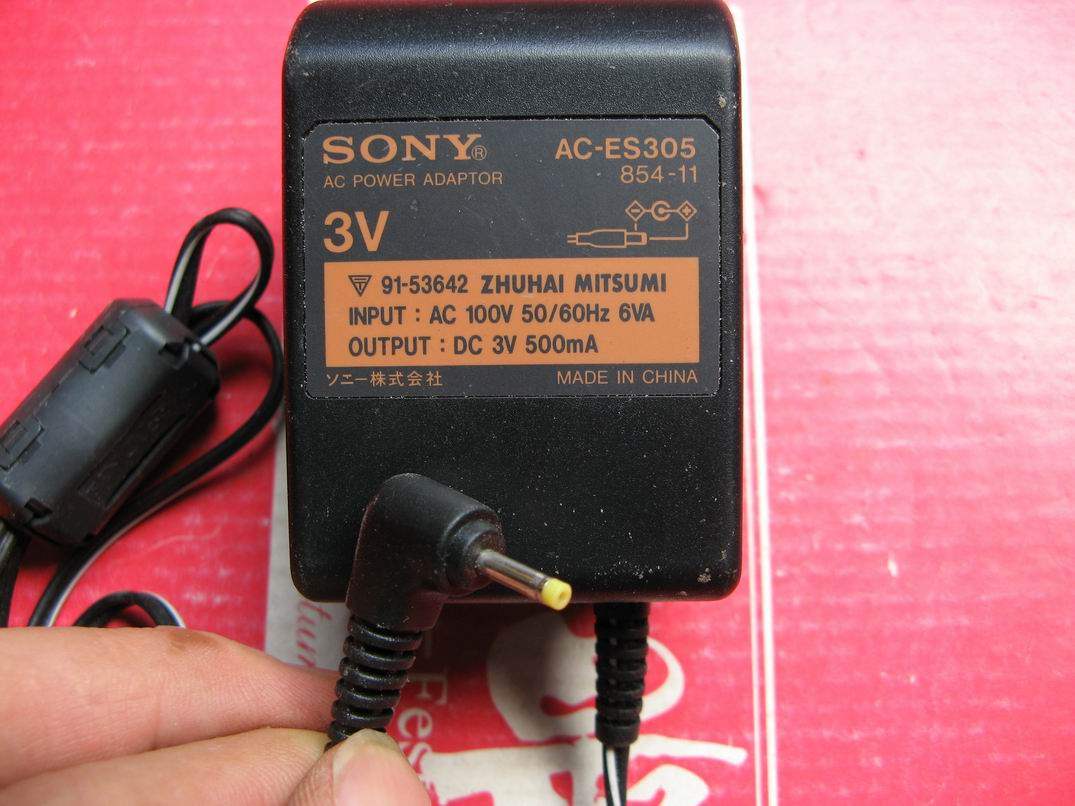 SONY®
AC-ES305
AC POWER ADAPTOR
854-11
3V
91-53642 ZHUHAI MITSUMI
INPUT : AC 100V 50/60Hz 6VA
OUTPUT : DC 3V 500mA
ソニー株式会社
MADE IN CHINA